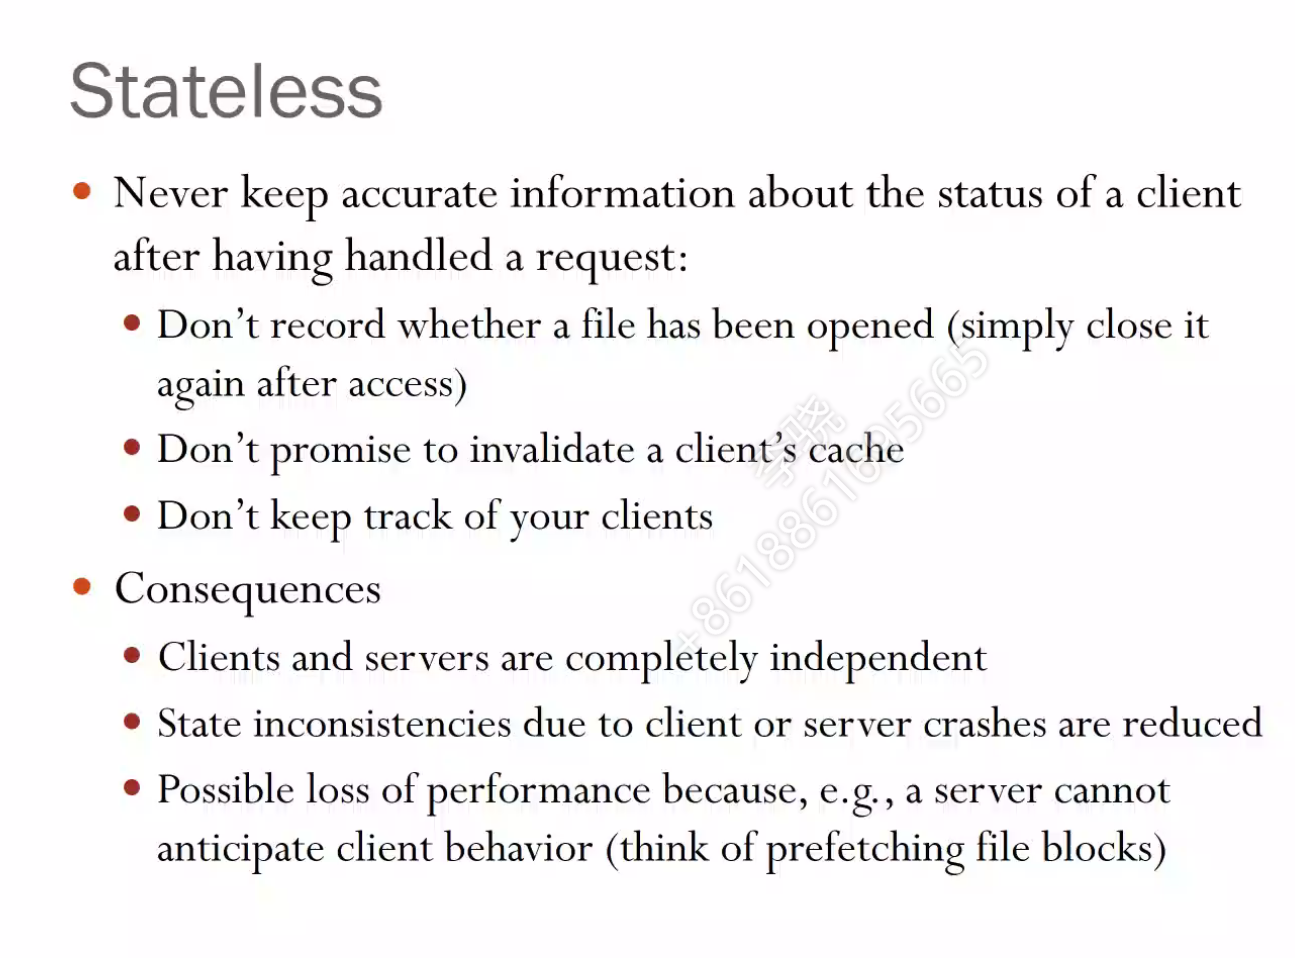 Stateless
Never keep accurate information about the status of a client
after having handled a request:
Don't record whether a file has been opened (simply close it
again after access)
Don't promise to invalidate a client's cache
Don't keep track of your clients
Consequences
Clients and servers are completely independent
State inconsistencies due to client or server crashes are reduced
Possible loss of performance because, e.g., a server cannot
anticipate client behavior (think of prefetching file blocks)
+8618861695665